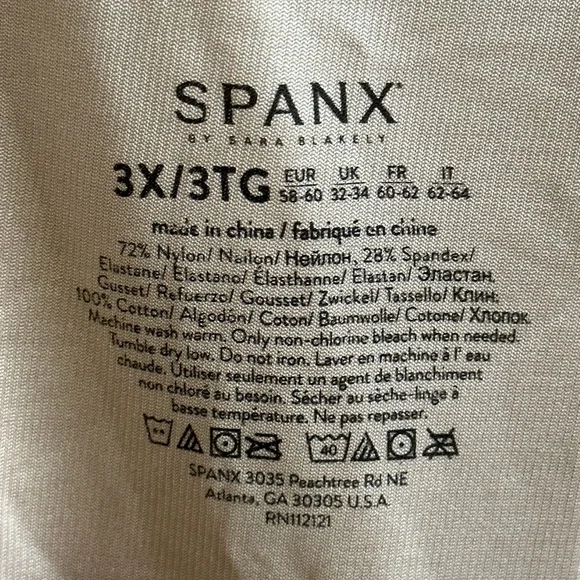 SPANX®
BY SARA BLAKELY
3X/3TG EUR 58-60 UK 32-34 FR 60-62 IT 62-64
made in china / fabriqué en chine
72% Nylon/ Nailon/ Нейлон, 28% Spandex/
Elastane/ Elastano/ Élasthanne/ Elastan/ Эластан.
Gusset/ Refuerzo/ Gousset/ Zwickel/ Tassello/ Клин:
100% Cotton/ Algodón/ Coton/ Baumwolle/ Cotone/ Хлопок.
Machine wash warm. Only non-chlorine bleach when needed.
Tumble dry low. Do not iron. Laver en machine à l' eau
chaude. Utiliser seulement un agent de blanchiment
non chloré au besoin. Sécher au sèche-linge à
basse température. Ne pas repasser.
40
SPANX 3035 Peachtree Rd NE
Atlanta, GA 30305 U.S.A
RN112121